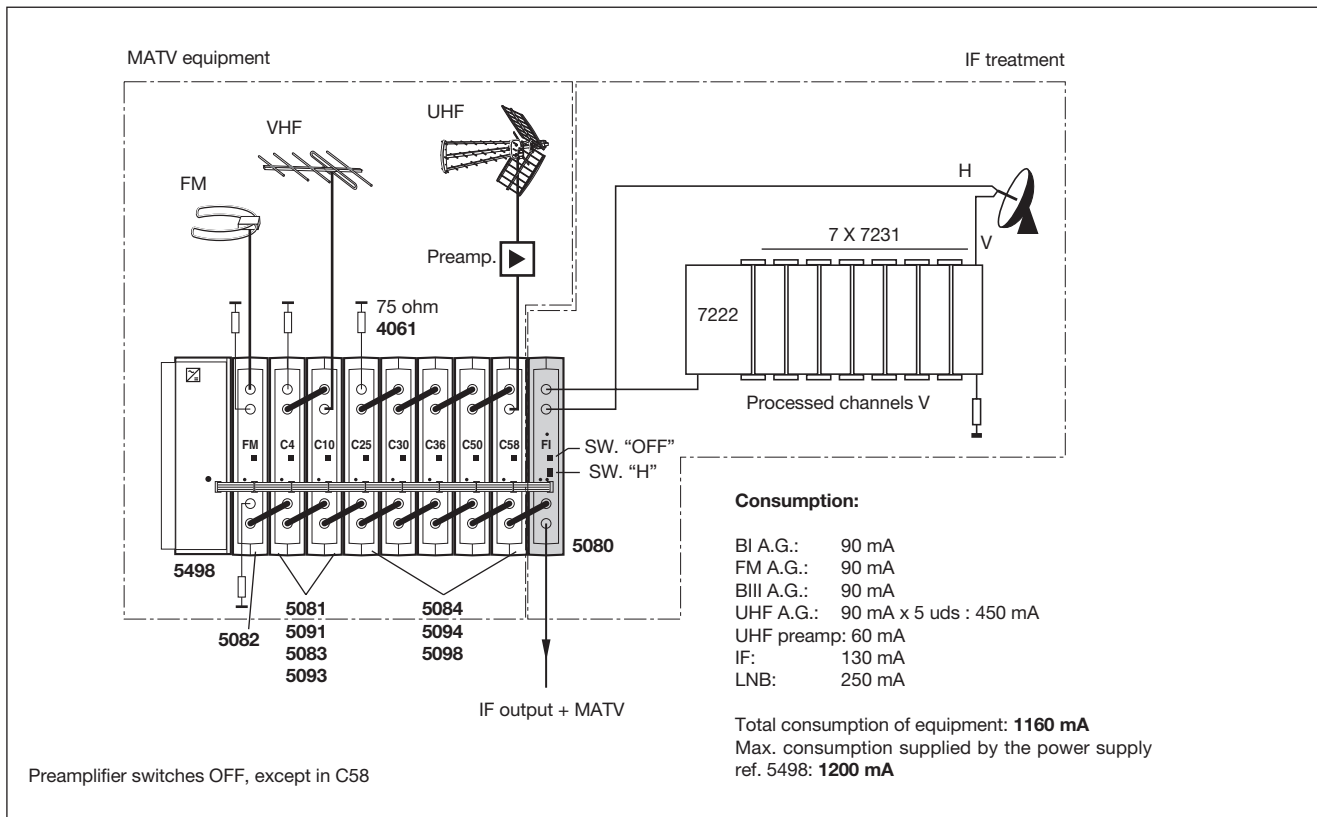 MATV equipment
IF treatment
UHF
VHF
FM
H
V
7 X 7231
Preamp.
75 ohm
4061
7222
Processed channels V
FM
C4
C10
C25
C30
C36
C50
C58
FI
SW. "OFF"
SW. "H"
5498
5082
5081
5091
5083
5093
5084
5094
5098
5080
IF output + MATV
Consumption:
BI A.G.: 90 mA
FM A.G.: 90 mA
BIII A.G.: 90 mA
UHF A.G.: 90 mA x 5 uds : 450 mA
UHF preamp: 60 mA
IF: 130 mA
LNB: 250 mA
Total consumption of equipment: 1160 mA
Max. consumption supplied by the power supply
ref. 5498: 1200 mA
Preamplifier switches OFF, except in C58